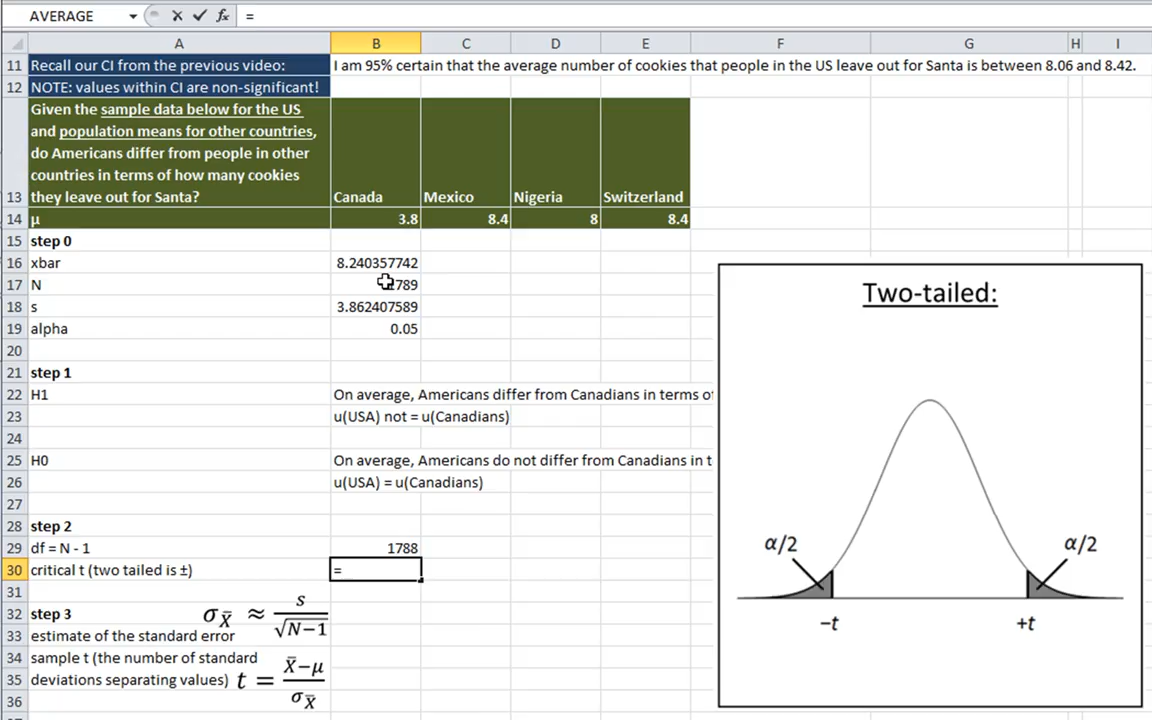 AVERAGE fx =
A B C D E F G H I
11 Recall our CI from the previous video: I am 95% certain that the average number of cookies that people in the US leave out for Santa is between 8.06 and 8.42.
12 NOTE: values within CI are non-significant!
Given the sample data below for the US
and population means for other countries,
do Americans differ from people in other
countries in terms of how many cookies
13 they leave out for Santa? Canada Mexico Nigeria Switzerland
14 μ 3.8 8.4 8 8.4
15 step 0
16 xbar 8.240357742
17 N 789
18 s 3.862407589
19 alpha 0.05
20
21 step 1
22 H1 On average, Americans differ from Canadians in terms of
23 u(USA) not = u(Canadians)
24
25 H0 On average, Americans do not differ from Canadians in t
26 u(USA) = u(Canadians)
27
28 step 2
29 df = N - 1 1788
30 critical t (two tailed is ±) =
31
32 step 3 σX̄ ≈ s/√N−1
33 estimate of the standard error
34 sample t (the number of standard
35 deviations separating values) t = X̄−μ/σX̄
36
Two-tailed:
α/2 α/2
−t +t